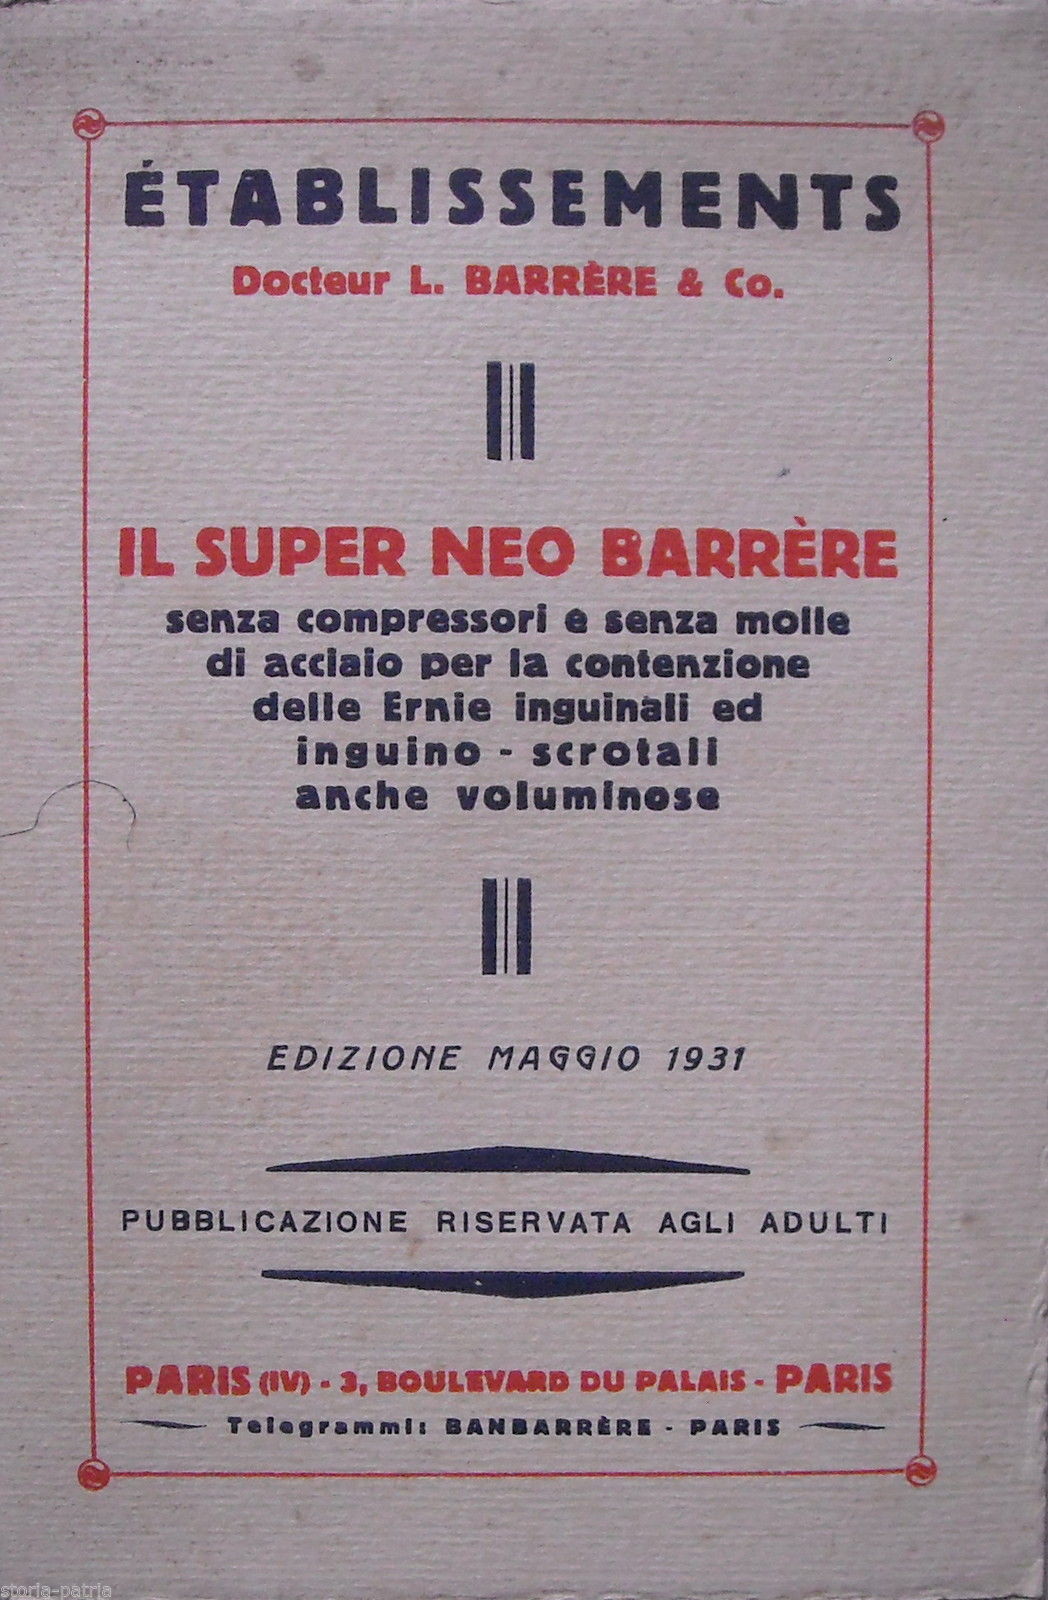 ÉTABLISSEMENTS
Docteur L. BARRÈRE & Co.
IL SUPER NEO BARRÈRE
senza compressori e senza molle
di acciaio per la contenzione
delle Ernie inguinali ed
inguino - scrotali
anche voluminose
EDIZIONE MAGGIO 1931
PUBBLICAZIONE RISERVATA AGLI ADULTI
PARIS (IV) - 3, BOULEVARD DU PALAIS - PARIS
Telegrammi: BANBARRÈRE - PARIS
storia-patria